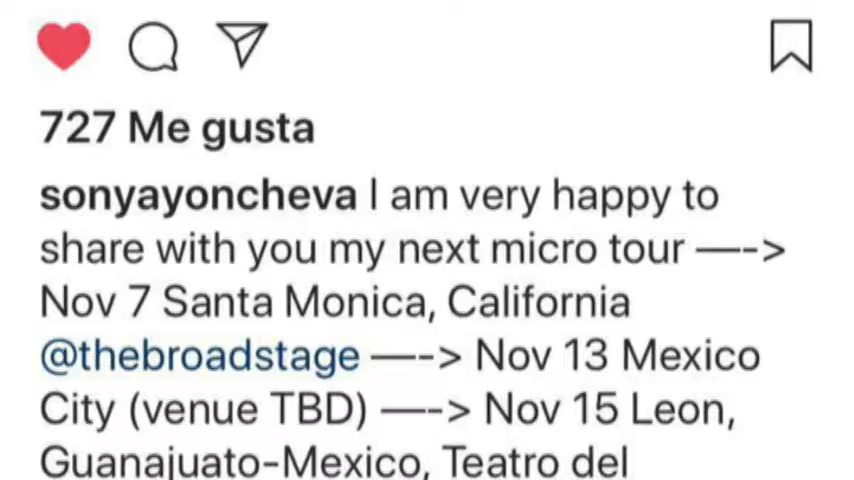 727 Me gusta
sonyayoncheva I am very happy to
share with you my next micro tour —-->
Nov 7 Santa Monica, California
@thebroadstage —--> Nov 13 Mexico
City (venue TBD) —--> Nov 15 Leon,
Guanajuato-Mexico, Teatro del